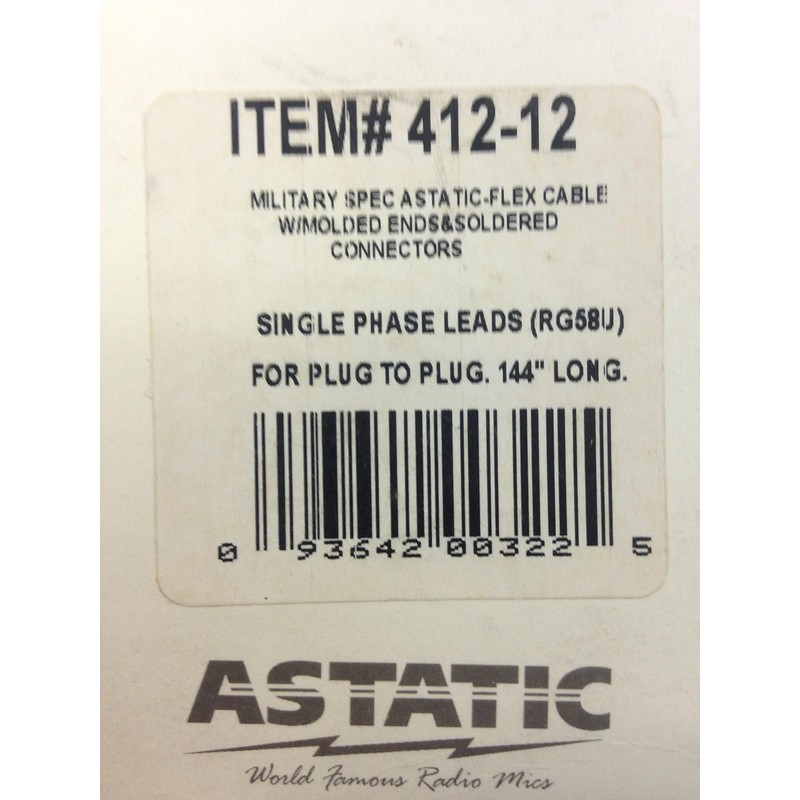 ITEM# 412-12
MILITARY SPEC ASTATIC-FLEX CABLE
W/MOLDED ENDS&SOLDERED
CONNECTORS
SINGLE PHASE LEADS (RG58U)
FOR PLUG TO PLUG. 144" LONG.
0 93642 00322 5
ASTATIC
World Famous Radio Mics